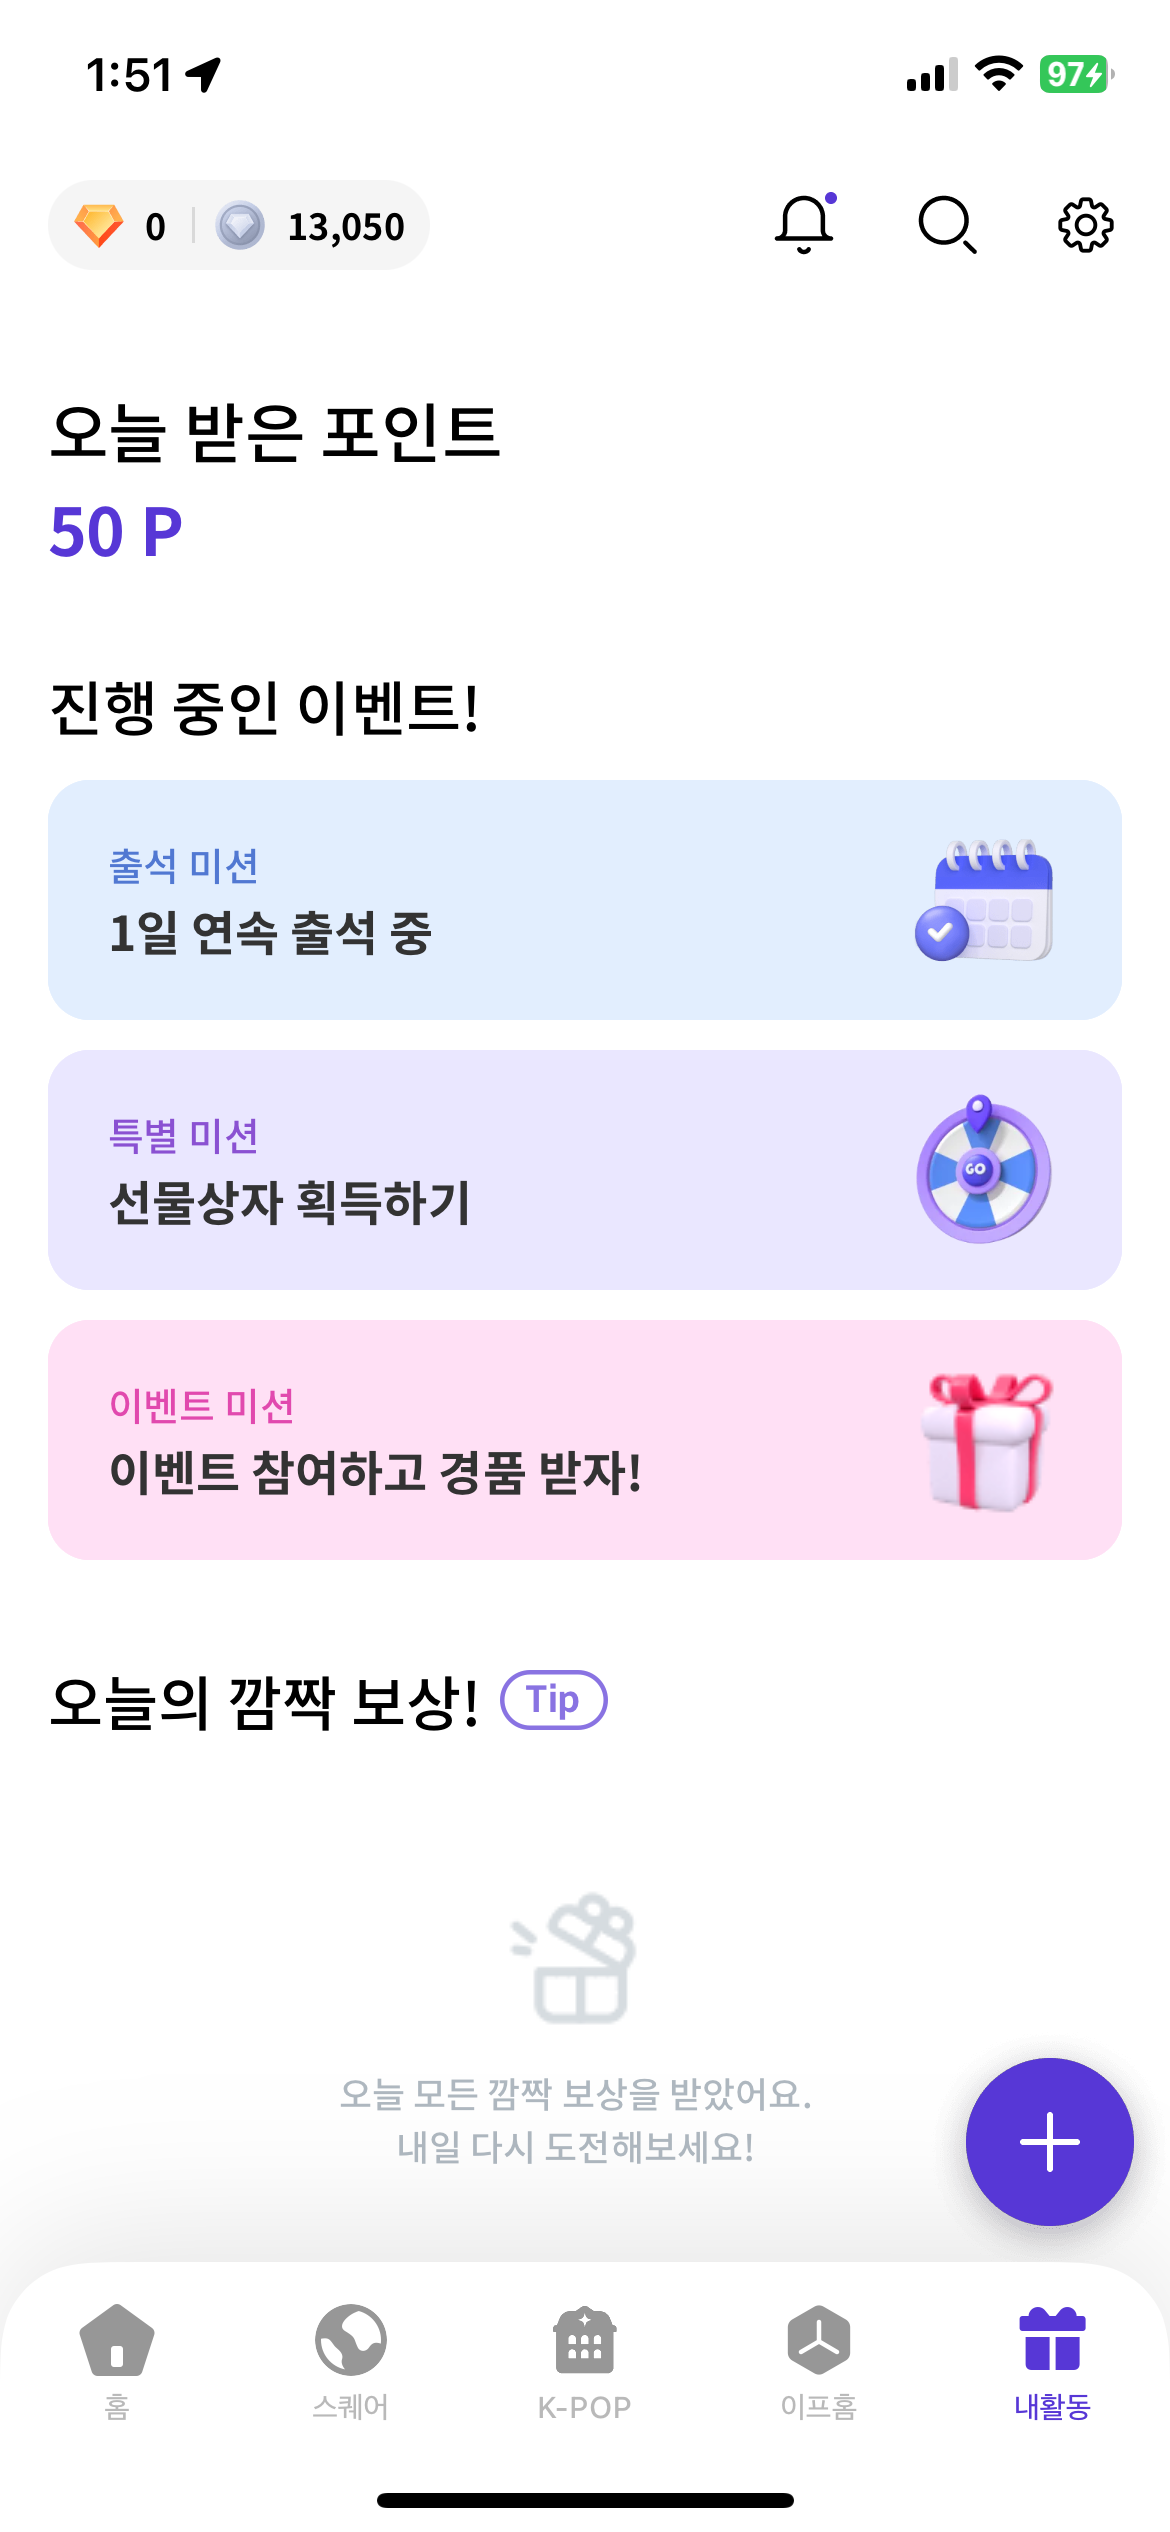 1:51
97
0
13,050
오늘 받은 포인트
50 P
진행 중인 이벤트!
출석 미션
1일 연속 출석 중
특별 미션
선물상자 획득하기
GO
이벤트 미션
이벤트 참여하고 경품 받자!
오늘의 깜짝 보상! Tip
오늘 모든 깜짝 보상을 받았어요.
내일 다시 도전해보세요!
홈
스퀘어
K-POP
이프홈
내활동